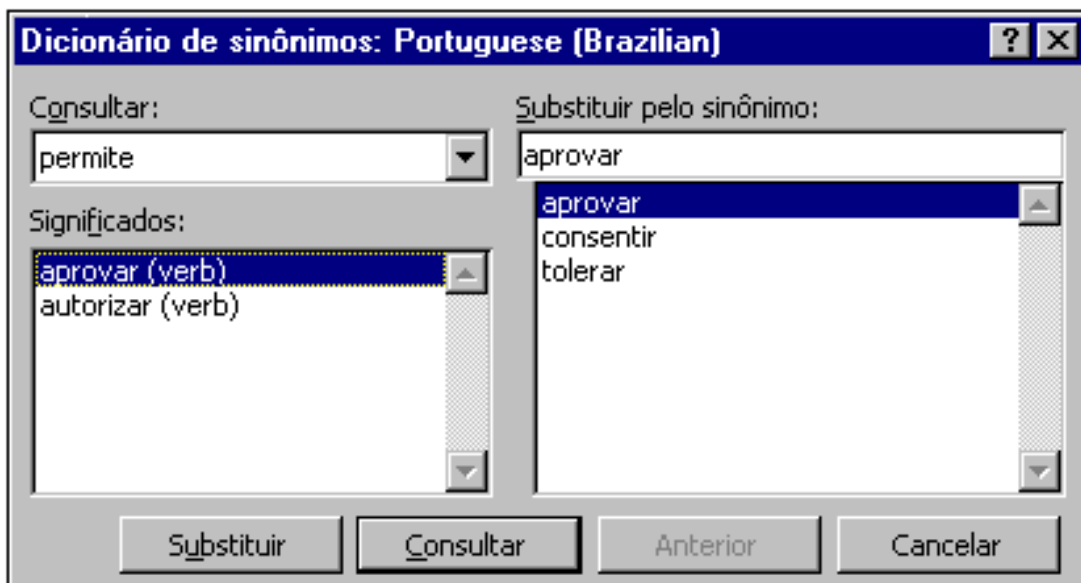 Dicionário de sinônimos: Portuguese (Brazilian)
Consultar:
permite
Significados:
aprovar (verb)
autorizar (verb)
Substituir pelo sinônimo:
aprovar
aprovar
consentir
tolerar
Substituir
Consultar
Anterior
Cancelar